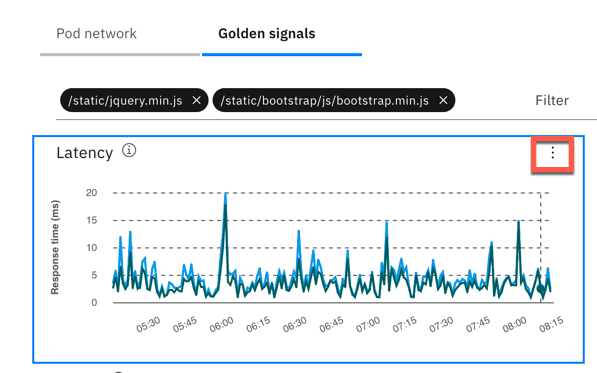 Pod network Golden signals
/static/jquery.min.js × /static/bootstrap/js/bootstrap.min.js × Filter
Latency
20
15
10
5
0
Response time (ms)
05:30 05:45 06:00 06:15 06:30 06:45 07:00 07:15 07:30 07:45 08:00 08:15